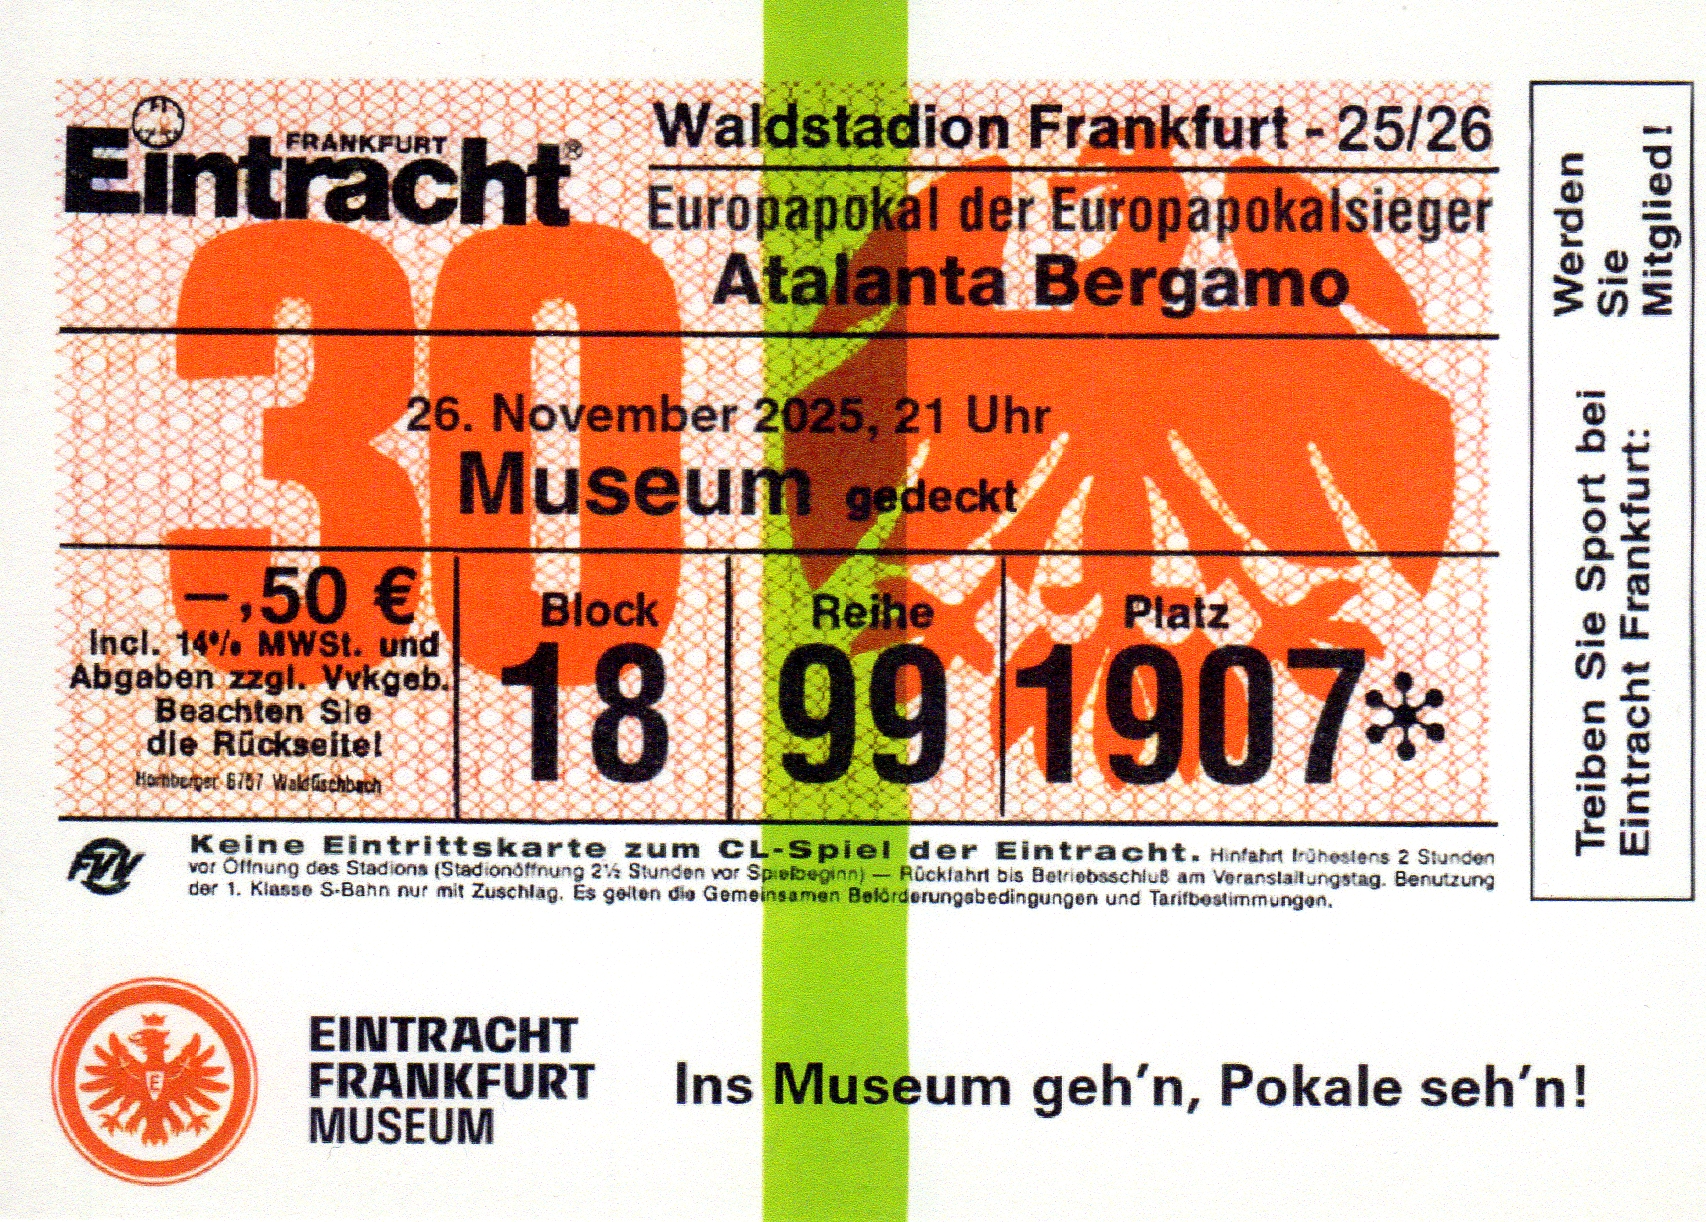 FRANKFURT
Eintracht®
Waldstadion Frankfurt - 25/26
Europapokal der Europapokalsieger
Atalanta Bergamo
30
26. November 2025, 21 Uhr
Museum gedeckt
–,50 €
Incl. 14% MWSt. und
Abgaben zzgl. Vvkgeb.
Beachten Sie
die Rückseite!
Hornberger 6757 Waldfischbach
Block
18
Reihe
99
Platz
1907*
FVV
Keine Eintrittskarte zum CL-Spiel der Eintracht. Hinfahrt frühestens 2 Stunden
vor Öffnung des Stadions (Stadionöffnung 2½ Stunden vor Spielbeginn) — Rückfahrt bis Betriebsschluß am Veranstaltungstag. Benutzung
der 1. Klasse S-Bahn nur mit Zuschlag. Es gelten die Gemeinsamen Beförderungsbedingungen und Tarifbestimmungen.
Treiben Sie Sport bei Werden
Eintracht Frankfurt: Sie
Mitglied!
E
EINTRACHT
FRANKFURT
MUSEUM
Ins Museum geh’n, Pokale seh’n!